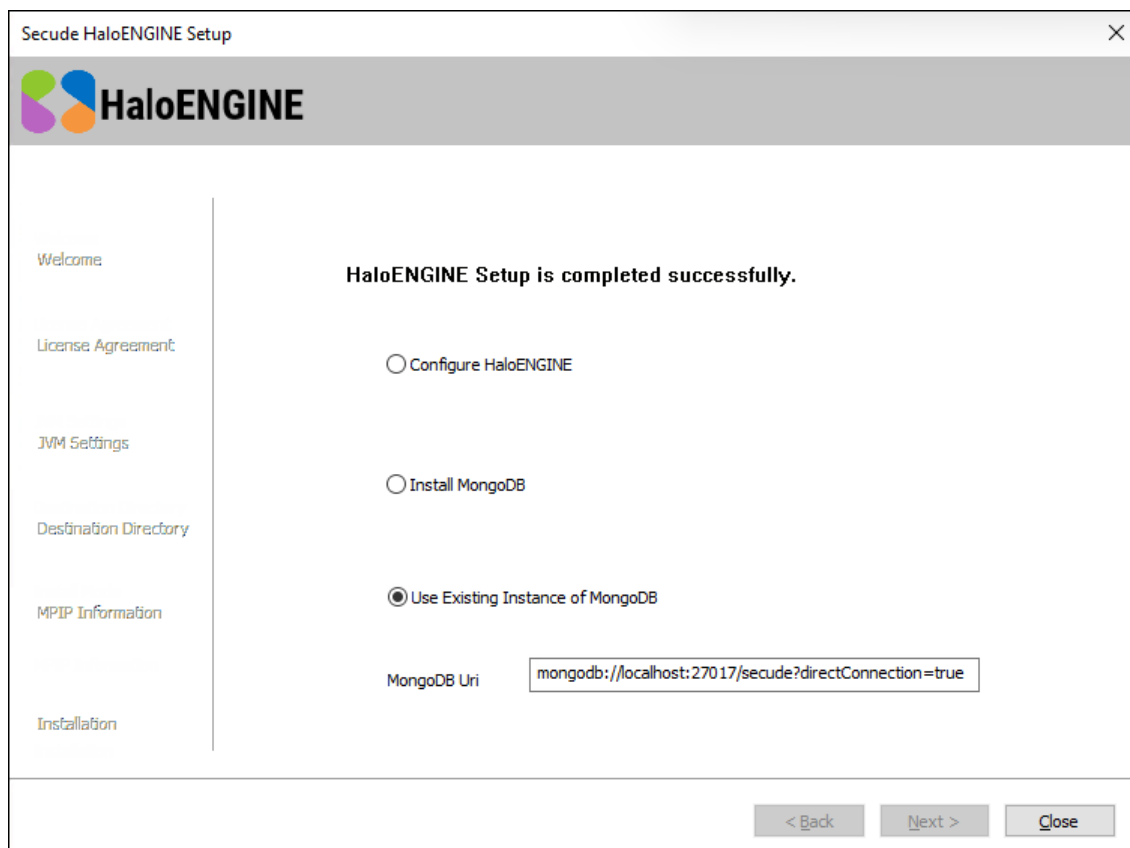 Secude HaloENGINE Setup
HaloENGINE
Welcome
License Agreement
JVM Settings
Destination Directory
MPIP Information
Installation
HaloENGINE Setup is completed successfully.
Configure HaloENGINE
Install MongoDB
Use Existing Instance of MongoDB
MongoDB Uri
mongodb://localhost:27017/secude?directConnection=true
< Back
Next >
Close